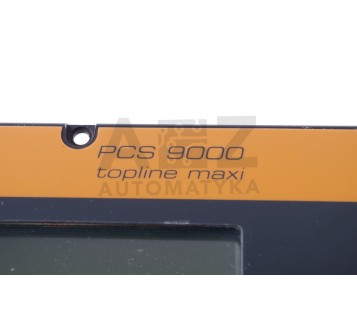 PCS 9000
topline maxi
AUTOMATYKA